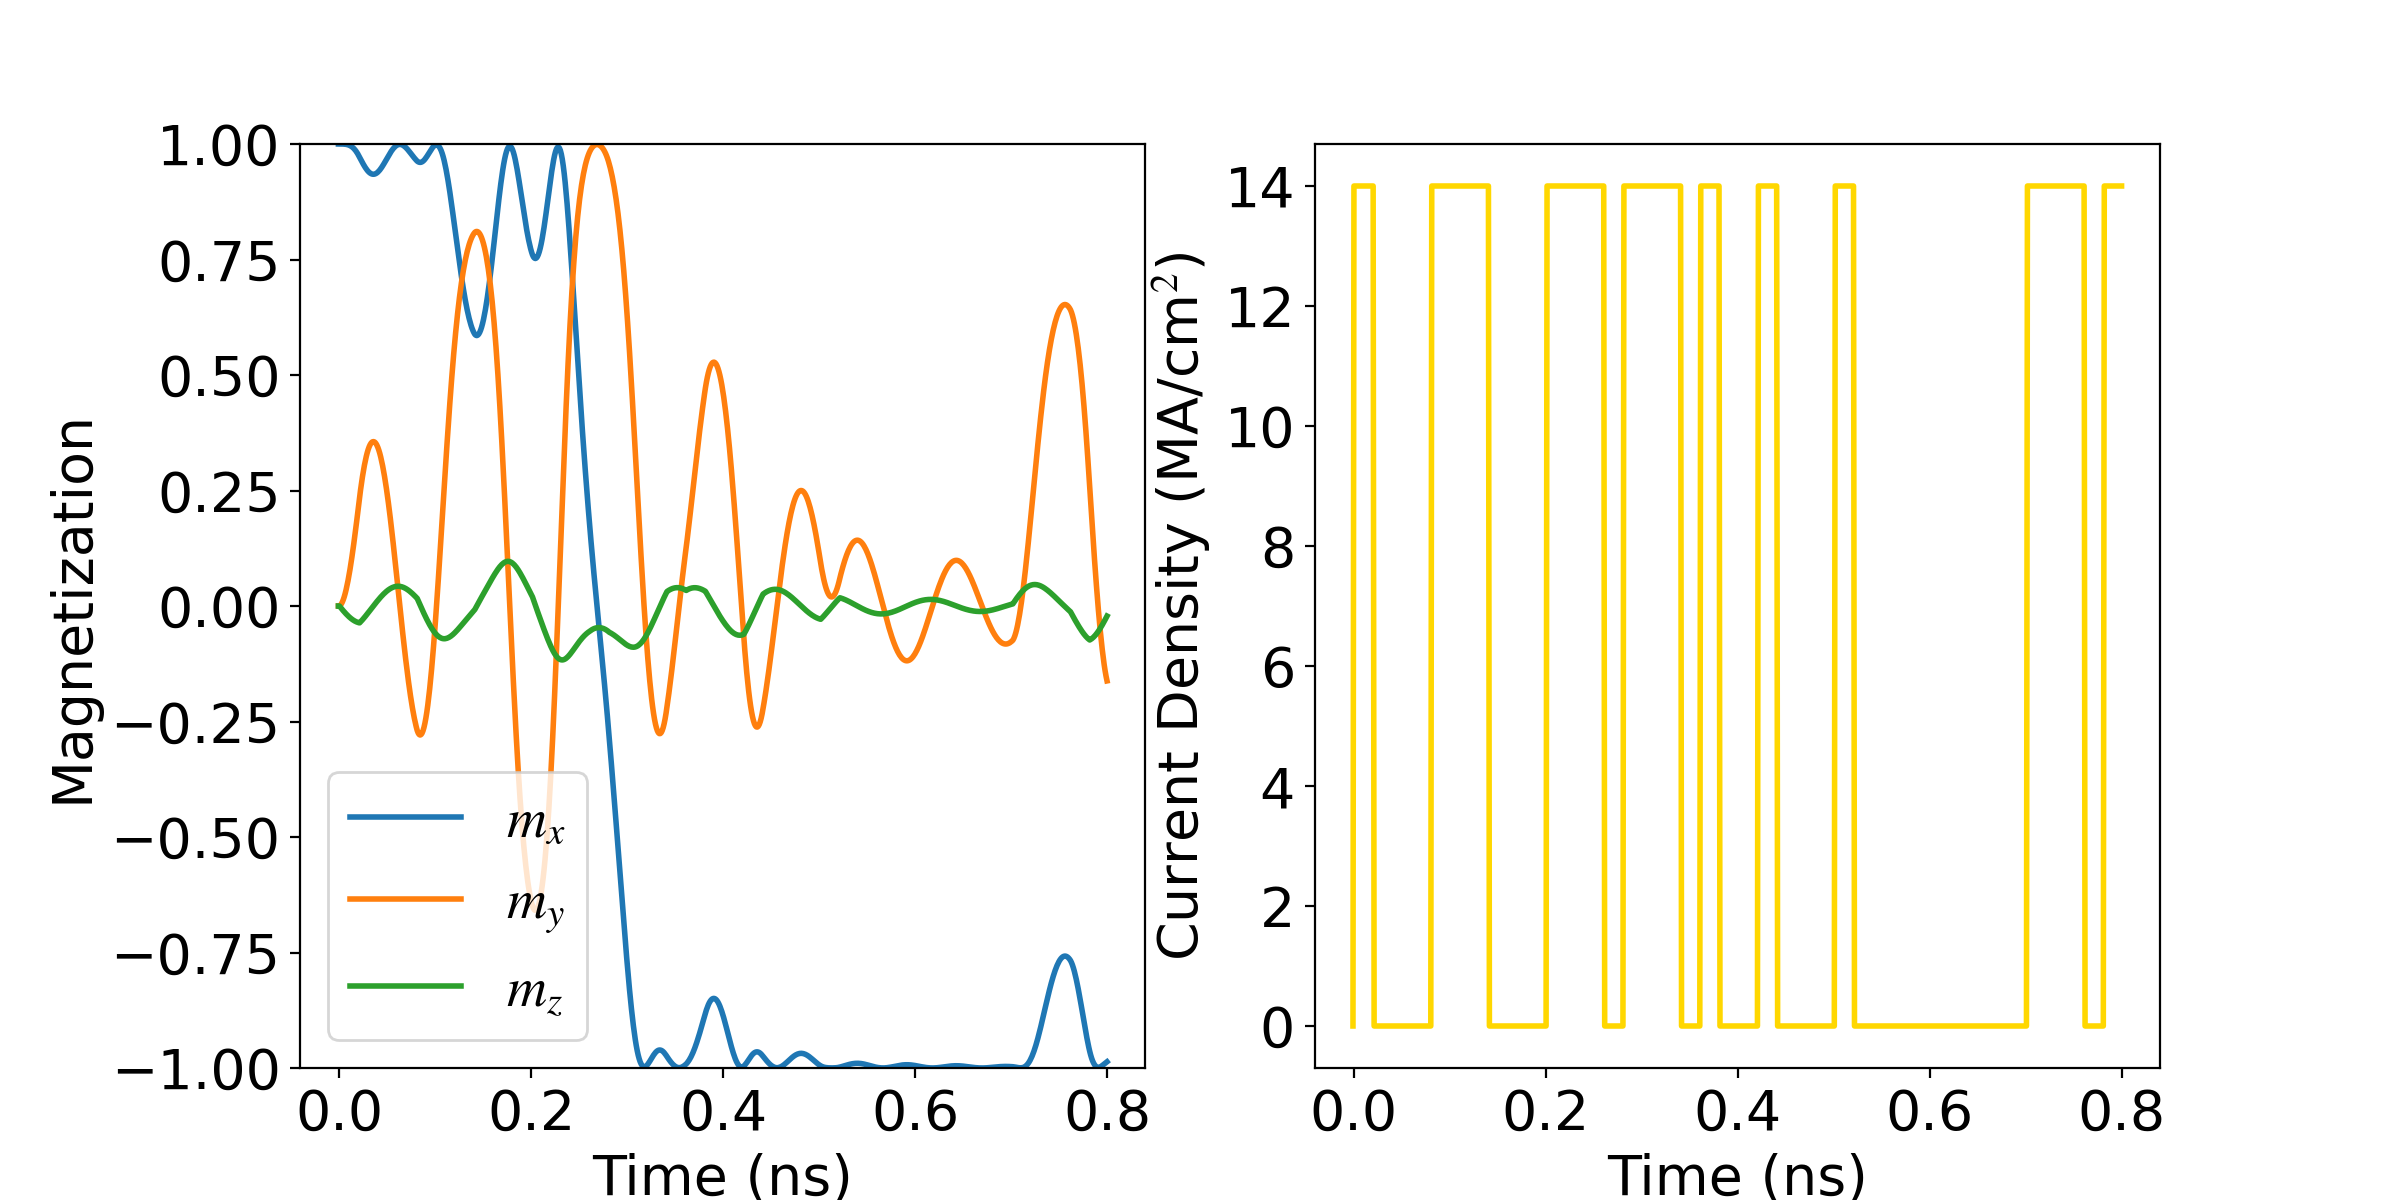 Magnetization
1.00
0.75
0.50
0.25
0.00
−0.25
−0.50
−0.75
−1.00
m_x
m_y
m_z
0.0 0.2 0.4 0.6 0.8
Time (ns)
Current Density (MA/cm²)
14
12
10
8
6
4
2
0
0.0 0.2 0.4 0.6 0.8
Time (ns)